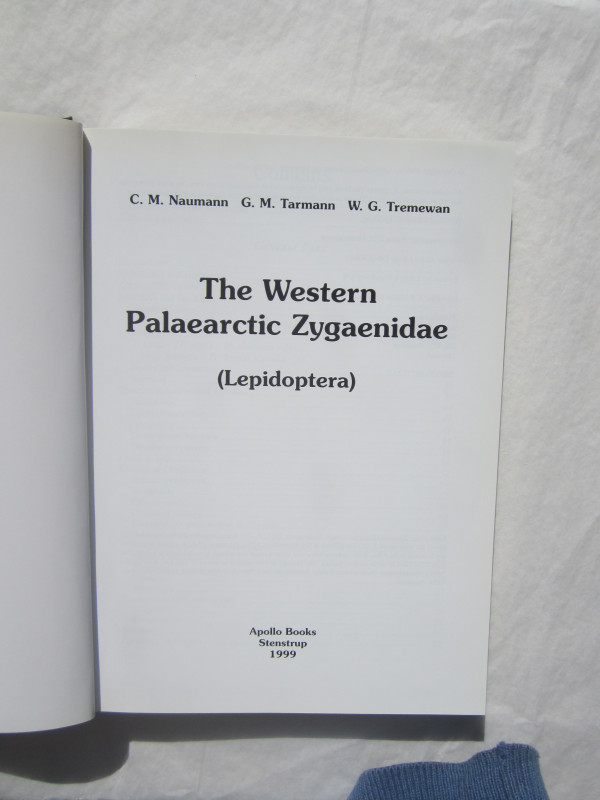 C. M. Naumann G. M. Tarmann W. G. Tremewan
The Western
Palaearctic Zygaenidae
(Lepidoptera)
Apollo Books
Stenstrup
1999